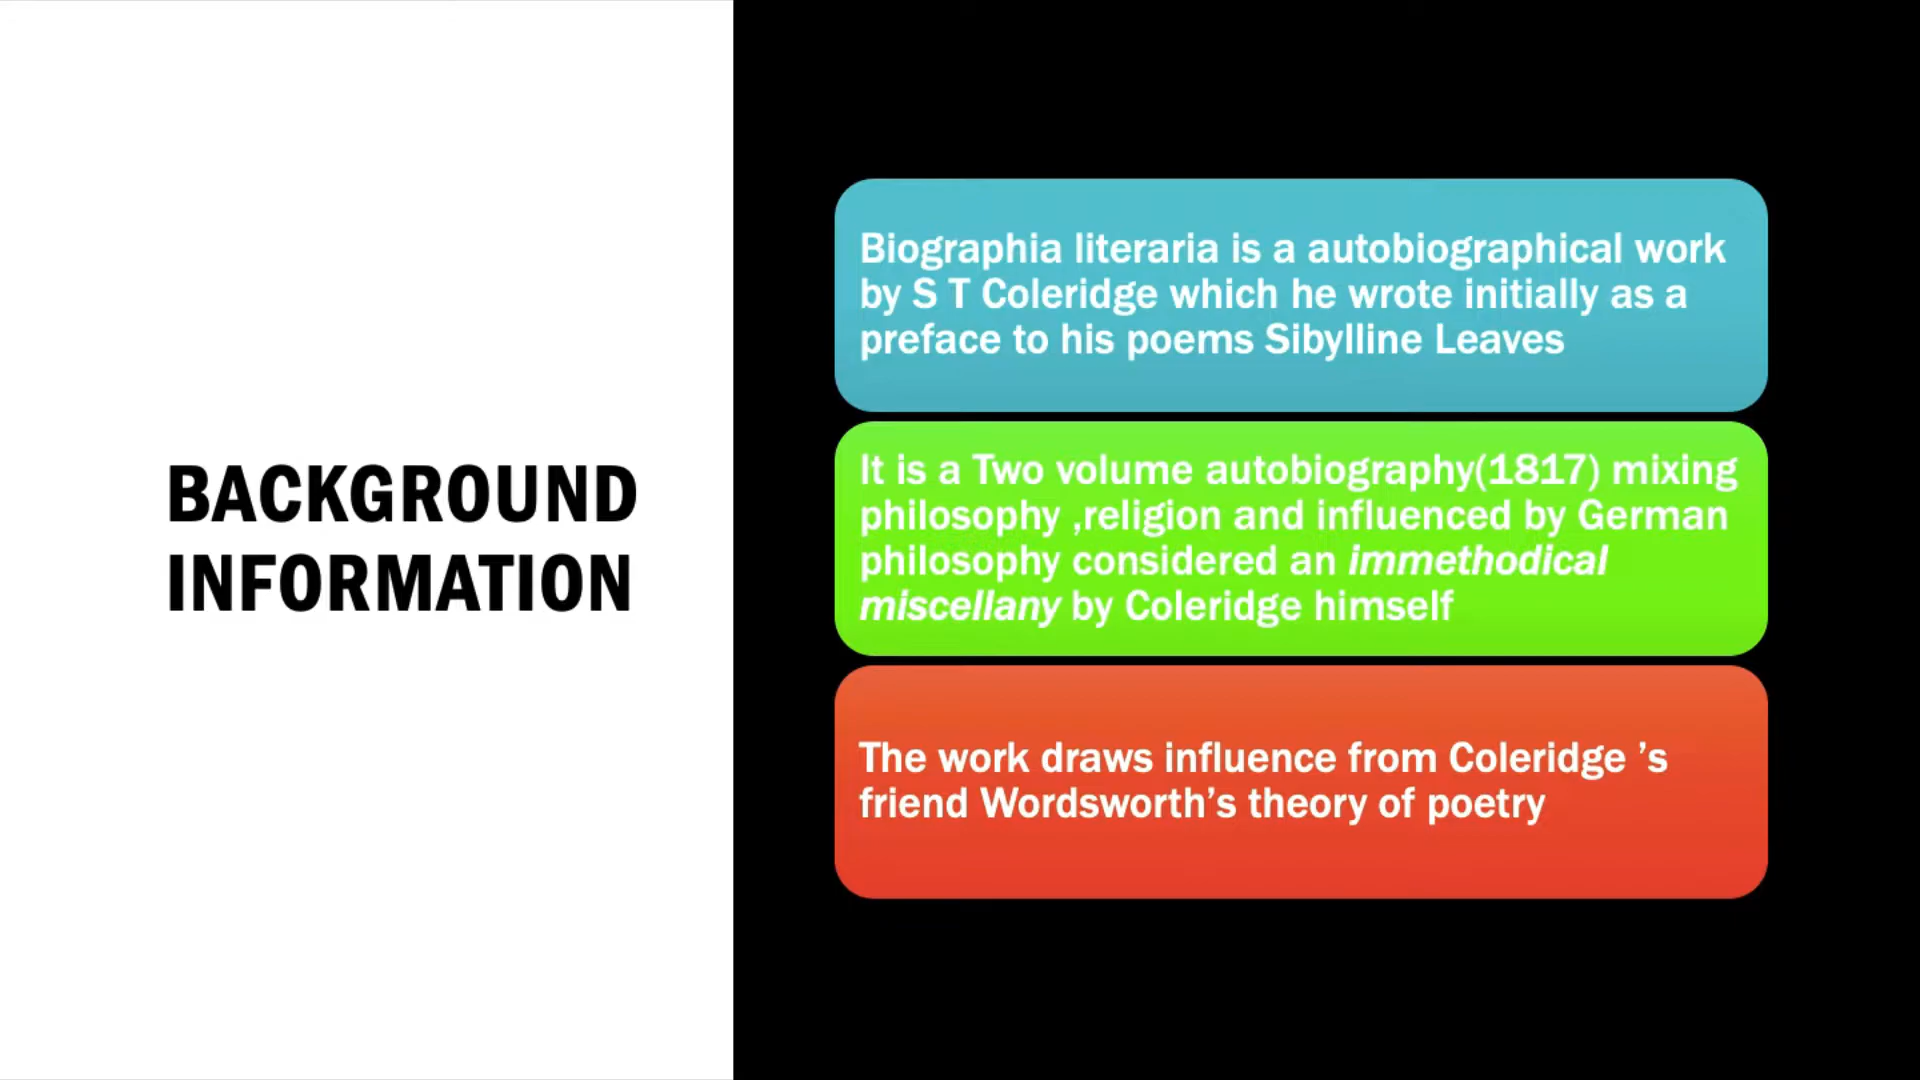 BACKGROUND
INFORMATION
Biographia literaria is a autobiographical work
by S T Coleridge which he wrote initially as a
preface to his poems Sibylline Leaves
It is a Two volume autobiography(1817) mixing
philosophy ,religion and influenced by German
philosophy considered an immethodical
miscellany by Coleridge himself
The work draws influence from Coleridge ’s
friend Wordsworth’s theory of poetry